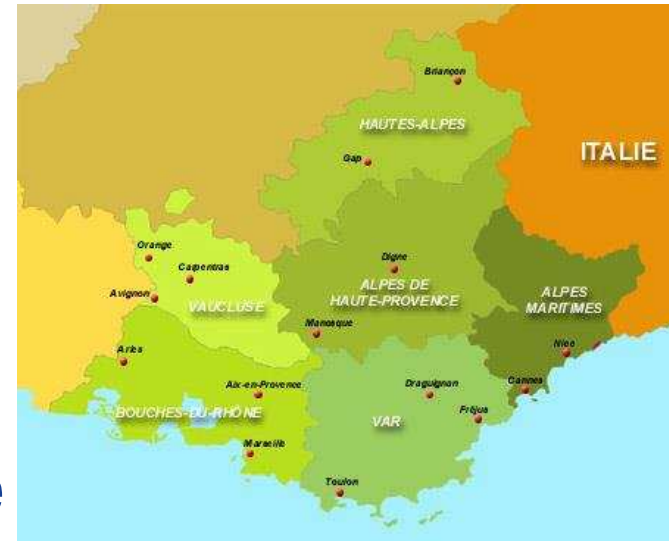 Briançon
HAUTES-ALPES
ITALIE
Gap
Orange
Carpentras
Digne
Avignon
ALPES DE
HAUTE-PROVENCE
ALPES
MARITIMES
VAUCLUSE
Manosque
Nice
Arles
Aix-en-Provence
Draguignan
Cannes
BOUCHES-DU-RHÔNE
VAR
Fréjus
Marseille
Toulon